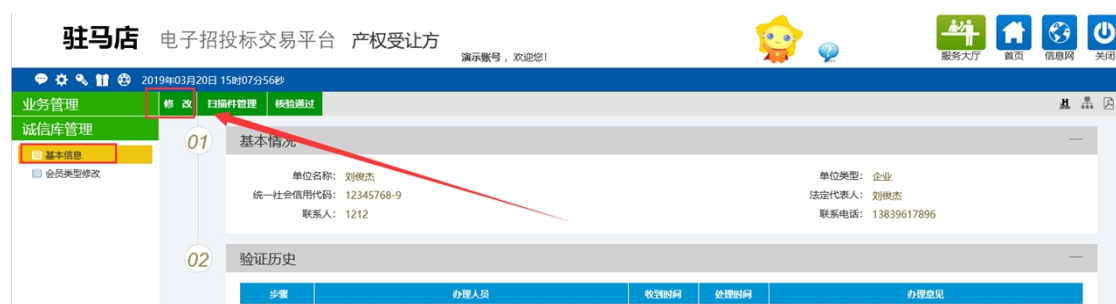 驻马店 电子招投标交易平台 产权受让方
演示账号，欢迎您!
服务大厅 首页 信息网 关闭
2019年03月20日 15时07分56秒
业务管理 修 改 扫描件管理 核验通过
诚信库管理
基本信息
会员类型修改
01 基本情况
单位名称: 刘俊杰 单位类型: 企业
统一社会信用代码: 12345768-9 法定代表人: 刘俊杰
联系人: 1212 联系电话: 13839617896
02 验证历史
步骤 办理人员 收到时间 处理时间 办理意见